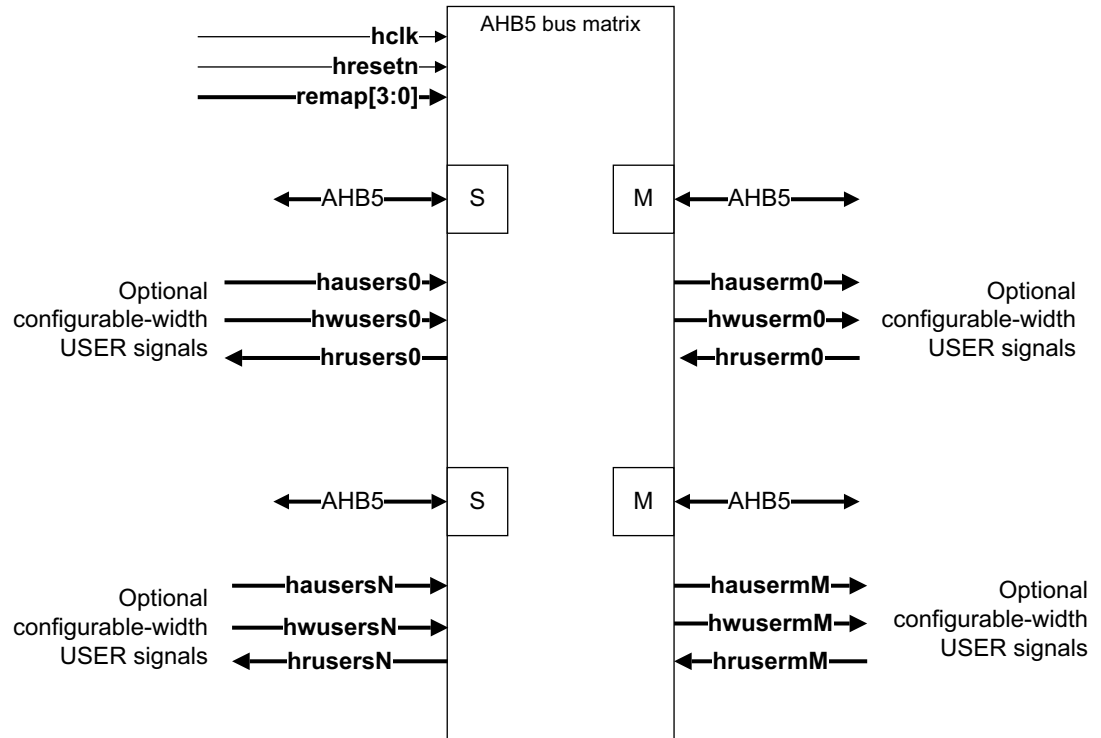 AHB5 bus matrix
hclk
hresetn
remap[3:0]
AHB5
S
M
AHB5
Optional
configurable-width
USER signals
hausers0
hwusers0
hrusers0
hauserm0
hwuserm0
hruserm0
Optional
configurable-width
USER signals
AHB5
S
M
AHB5
Optional
configurable-width
USER signals
hausersN
hwusersN
hrusersN
hausermM
hwusermM
hrusermM
Optional
configurable-width
USER signals